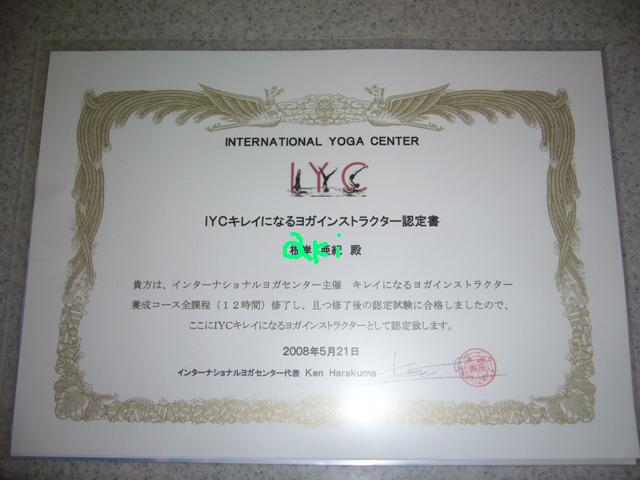 INTERNATIONAL YOGA CENTER
IYC
IYCキレイになるヨガインストラクター認定書
aki
亜紀 殿
貴方は、インターナショナルヨガセンター主催 キレイになるヨガインストラクター
養成コース全課程(12時間)修了し、且つ修了後の認定試験に合格しましたので、
ここにIYCキレイになるヨガインストラクターとして認定致します。
2008年5月21日
インターナショナルヨガセンター代表 Ken Harakuma